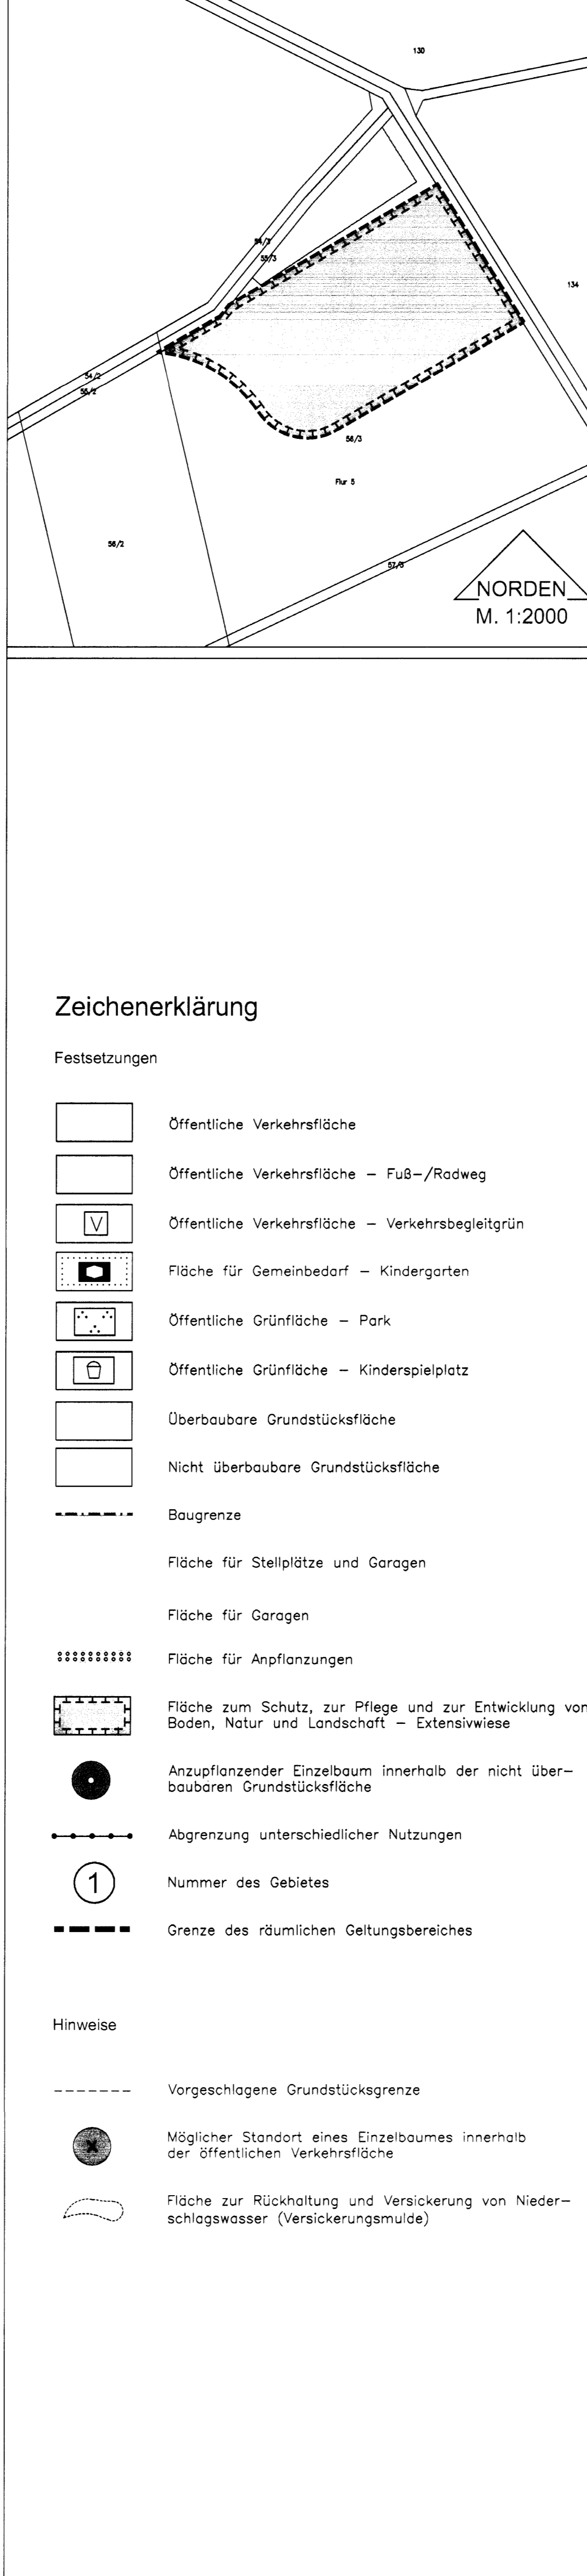 130
54/3
55/3
134
54/2
55/2
56/3
Flur 5
56/2
57/3
NORDEN
M. 1:2000
Zeichenerklärung
Festsetzungen
Öffentliche Verkehrsfläche
Öffentliche Verkehrsfläche – Fuß–/Radweg
V
Öffentliche Verkehrsfläche – Verkehrsbegleitgrün
Fläche für Gemeinbedarf – Kindergarten
Öffentliche Grünfläche – Park
Öffentliche Grünfläche – Kinderspielplatz
Überbaubare Grundstücksfläche
Nicht überbaubare Grundstücksfläche
Baugrenze
Fläche für Stellplätze und Garagen
Fläche für Garagen
Fläche für Anpflanzungen
Fläche zum Schutz, zur Pflege und zur Entwicklung von
Boden, Natur und Landschaft – Extensivwiese
Anzupflanzender Einzelbaum innerhalb der nicht über–
baubaren Grundstücksfläche
Abgrenzung unterschiedlicher Nutzungen
1
Nummer des Gebietes
Grenze des räumlichen Geltungsbereiches
Hinweise
Vorgeschlagene Grundstücksgrenze
Möglicher Standort eines Einzelbaumes innerhalb
der öffentlichen Verkehrsfläche
Fläche zur Rückhaltung und Versickerung von Nieder–
schlagswasser (Versickerungsmulde)